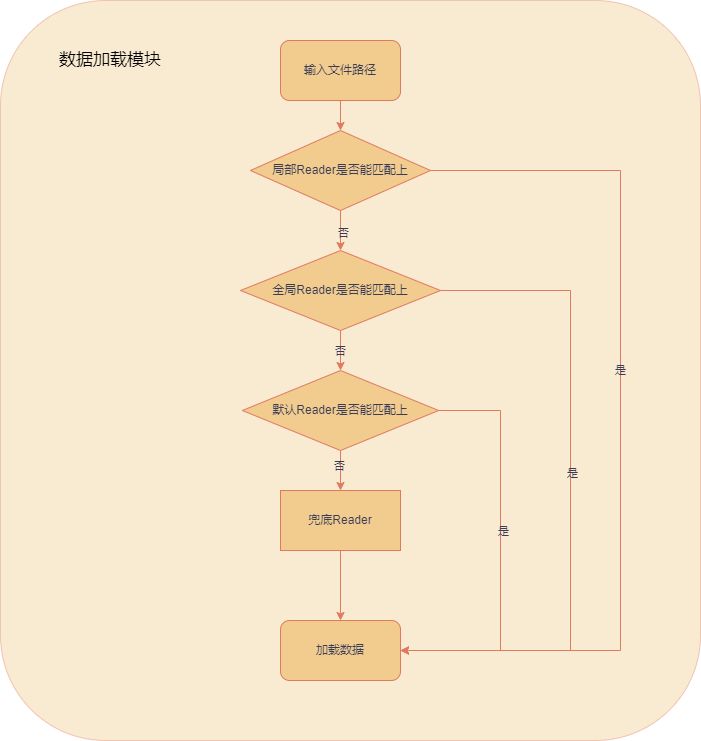 数据加载模块
输入文件路径
局部Reader是否能匹配上
否
全局Reader是否能匹配上
否
是
默认Reader是否能匹配上
否
是
兜底Reader
是
加载数据